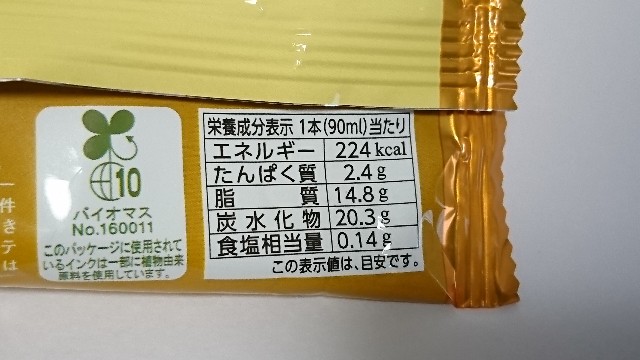 栄養成分表示 1本(90ml)当たり
エネルギー 224kcal
たんぱく質 2.4g
脂質 14.8g
炭水化物 20.3g
食塩相当量 0.14g
この表示値は、目安です。
10
バイオマス
No.160011
このパッケージに使用されて
いるインクは一部に植物由来
原料を使用しています。